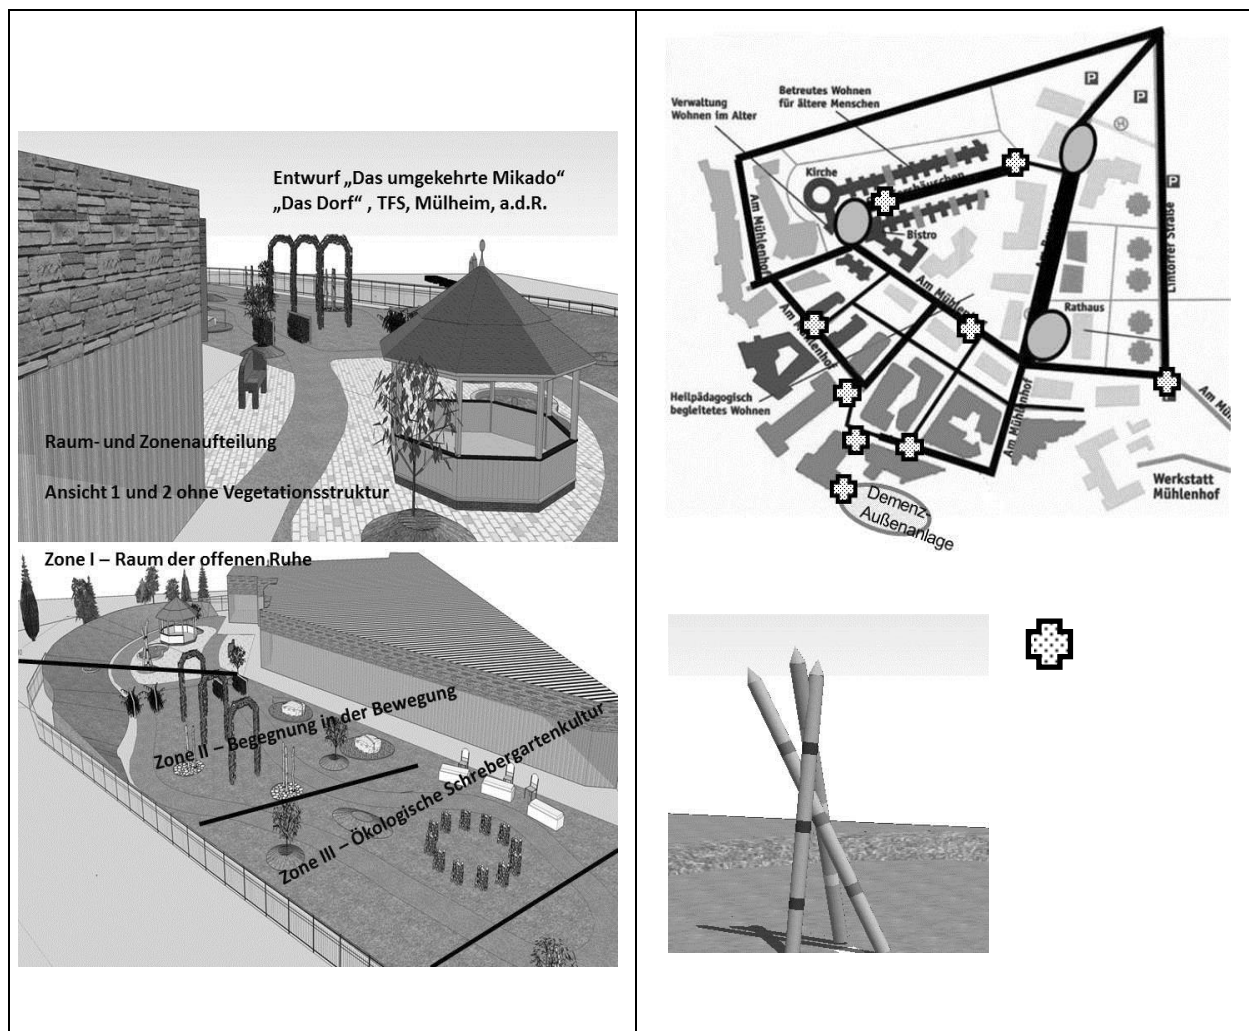 Entwurf „Das umgekehrte Mikado“
„Das Dorf“ , TFS, Mülheim, a.d.R.
Raum- und Zonenaufteilung
Ansicht 1 und 2 ohne Vegetationsstruktur
Zone I – Raum der offenen Ruhe
Zone II – Begegnung in der Bewegung
Zone III – Ökologische Schrebergartenkultur
Verwaltung
Wohnen im Alter
Betreutes Wohnen
für ältere Menschen
P
P
H
P
Kirche
Bistro
Am Mühlenhof
Am Mühlenhof
Am Mühlenhof
Rathaus
Lintorfer Straße
Heilpädagogisch
begleitetes Wohnen
Am Mühlenhof
Werkstatt
Mühlenhof
Demenz-
Außenanlage